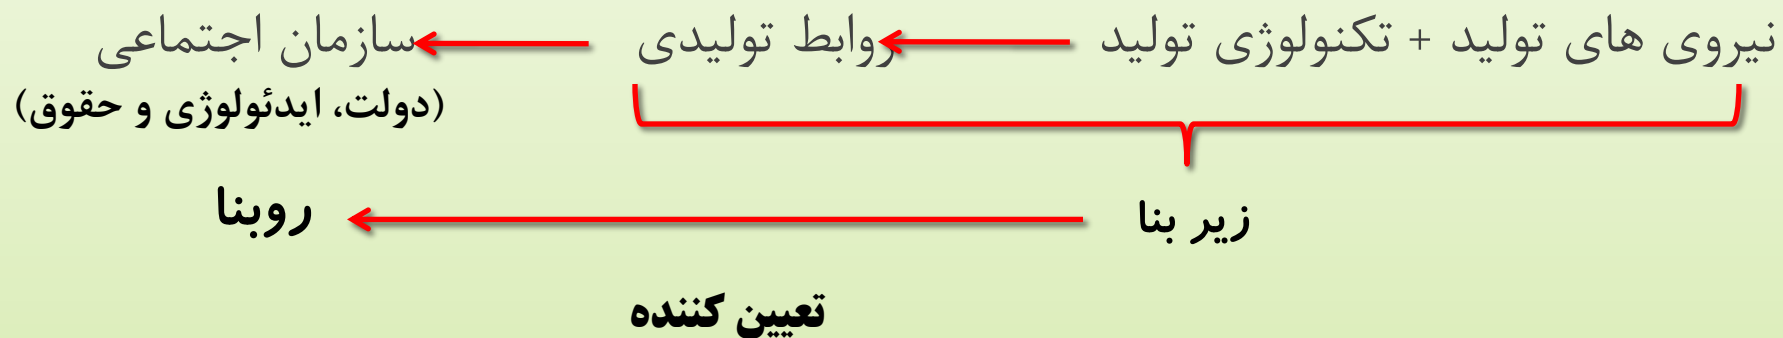 نیروی های تولید + تکنولوژی تولید روابط تولیدی سازمان اجتماعی
(دولت، ایدئولوژی و حقوق)
زیر بنا روبنا
تعیین کننده